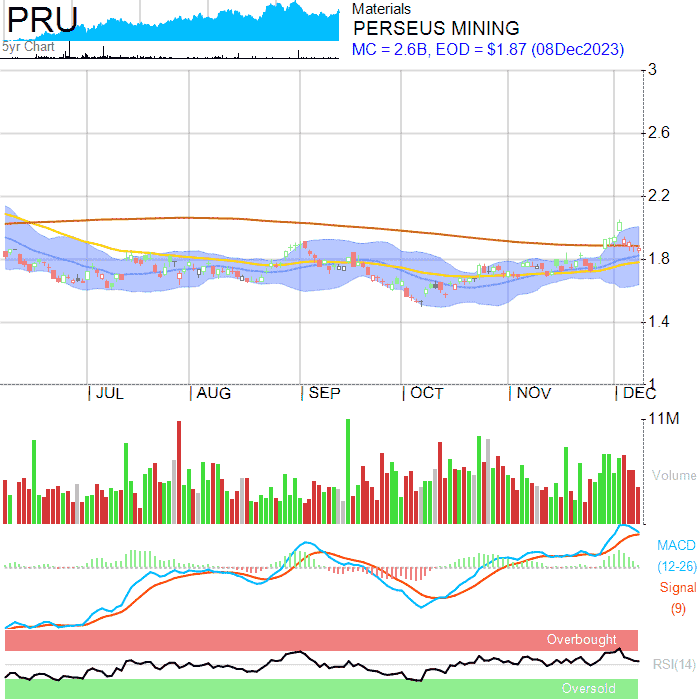 PRU
5yr Chart
Materials
PERSEUS MINING
MC = 2.6B, EOD = $1.87 (08Dec2023)
3
2.6
2.2
1.8
1.4
1
JUL AUG SEP OCT NOV DEC
11M
Volume
MACD
(12-26)
Signal
(9)
Overbought
RSI(14)
Oversold